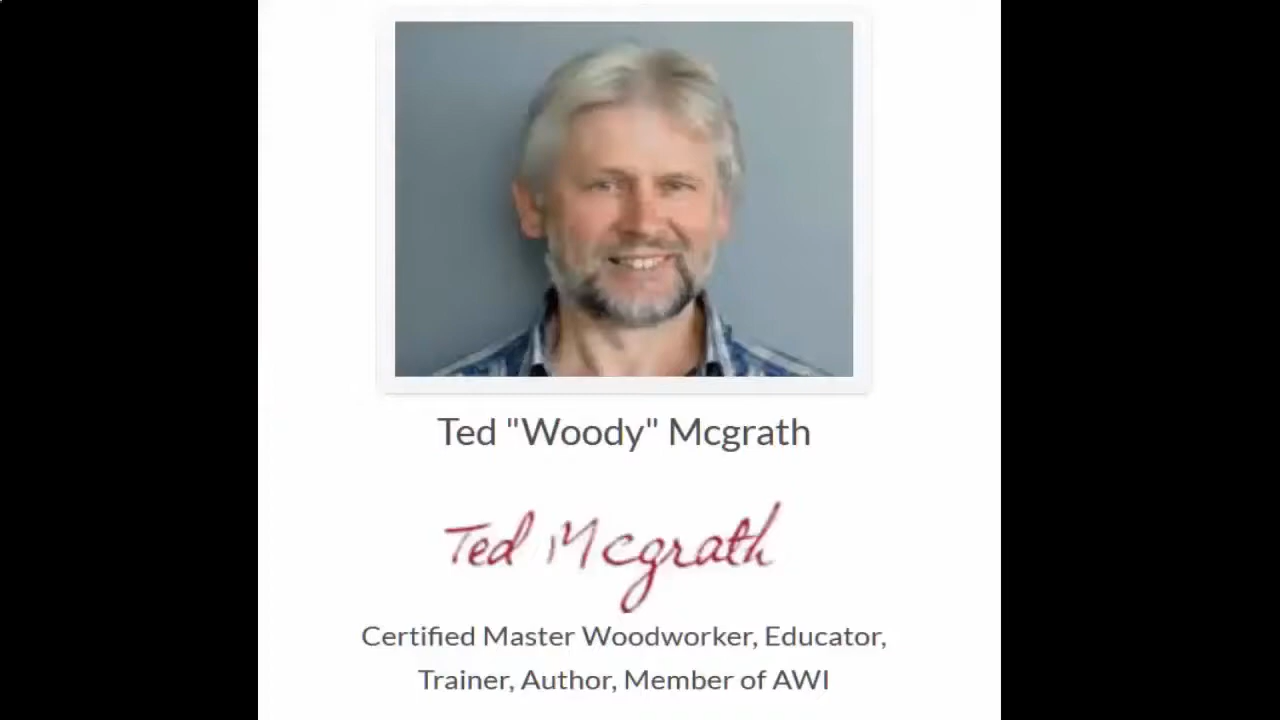 Ted "Woody" Mcgrath
Ted Mcgrath
Certified Master Woodworker, Educator,
Trainer, Author, Member of AWI